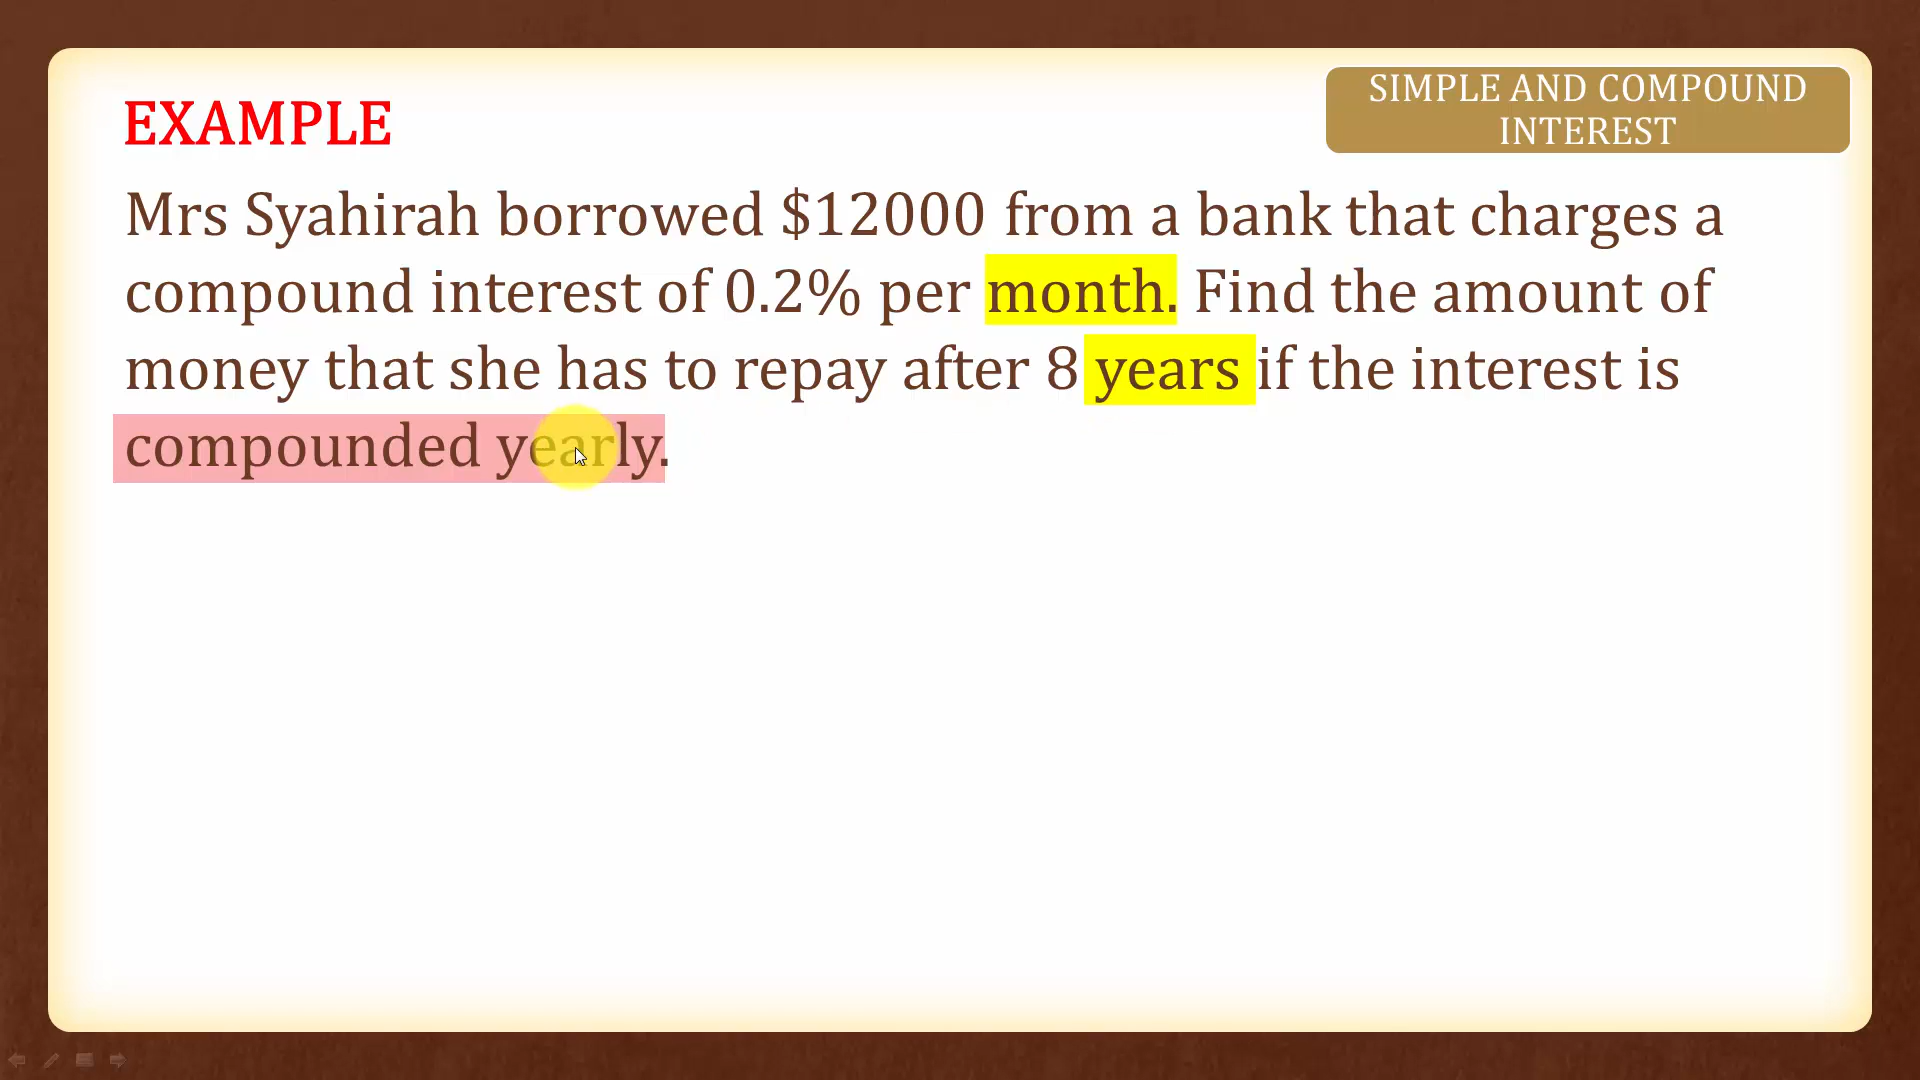 EXAMPLE
SIMPLE AND COMPOUND
INTEREST
Mrs Syahirah borrowed $12000 from a bank that charges a
compound interest of 0.2% per month. Find the amount of
money that she has to repay after 8 years if the interest is
compounded yearly.